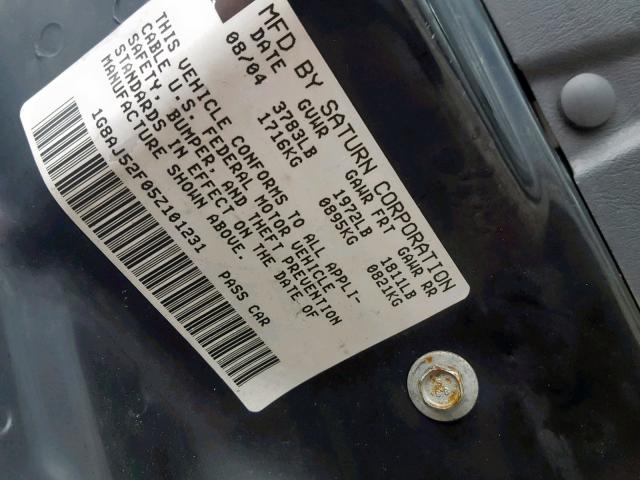 MFD BY SATURN CORPORATION
DATE GVWR GAWR FRT GAWR RR
08/04 3783LB 1972LB 1811LB
1716KG 0895KG 0821KG
THIS VEHICLE CONFORMS TO ALL APPLI-
CABLE U.S. FEDERAL MOTOR VEHICLE
SAFETY, BUMPER, AND THEFT PREVENTION
STANDARDS IN EFFECT ON THE DATE OF
MANUFACTURE SHOWN ABOVE.
1G8AJ52F05Z101231 PASS CAR